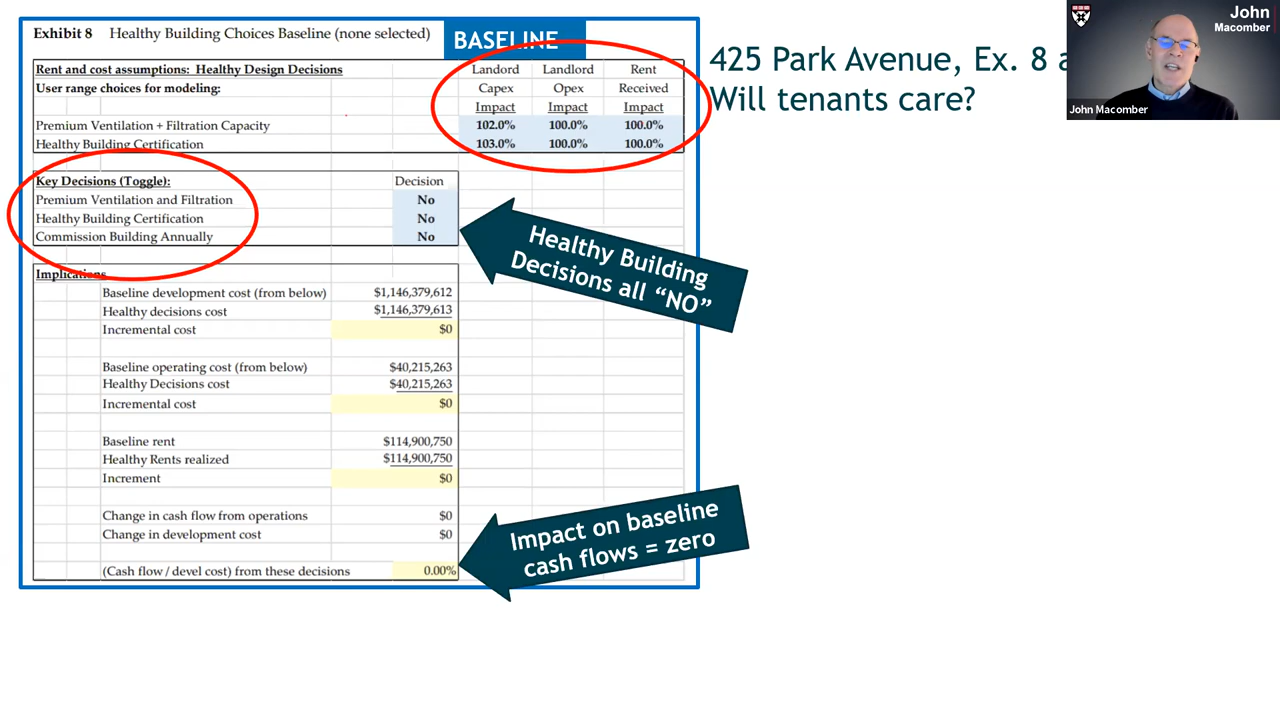 Exhibit 8 Healthy Building Choices Baseline (none selected)
BASELINE
Rent and cost assumptions: Healthy Design Decisions
Landord Landlord Rent
User range choices for modeling:
Capex Opex Received
Impact Impact Impact
Premium Ventilation + Filtration Capacity 102.0% 100.0% 100.0%
Healthy Building Certification 103.0% 100.0% 100.0%
Key Decisions (Toggle): Decision
Premium Ventilation and Filtration No
Healthy Building Certification No
Commission Building Annually No
Implications
Baseline development cost (from below) $1,146,379,612
Healthy decisions cost $1,146,379,613
Incremental cost $0
Baseline operating cost (from below) $40,215,263
Healthy Decisions cost $40,215,263
Incremental cost $0
Baseline rent $114,900,750
Healthy Rents realized $114,900,750
Increment $0
Change in cash flow from operations $0
Change in development cost $0
(Cash flow / devel cost) from these decisions 0.00%
Healthy Building
Decisions all “NO”
Impact on baseline
cash flows = zero
425 Park Avenue, Ex. 8
Will tenants care?
John
Macomber
John Macomber